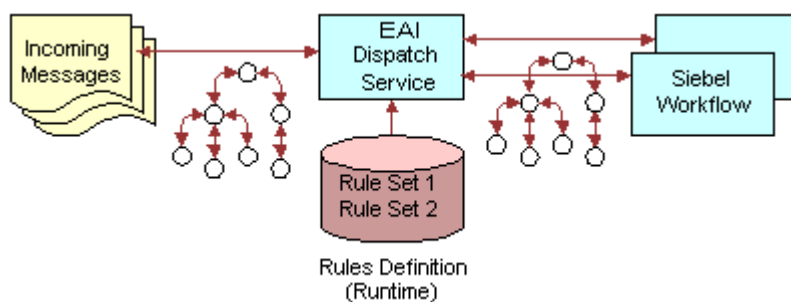 Incoming
Messages
EAI
Dispatch
Service
Siebel
Workflow
Rule Set 1
Rule Set 2
Rules Definition
(Runtime)